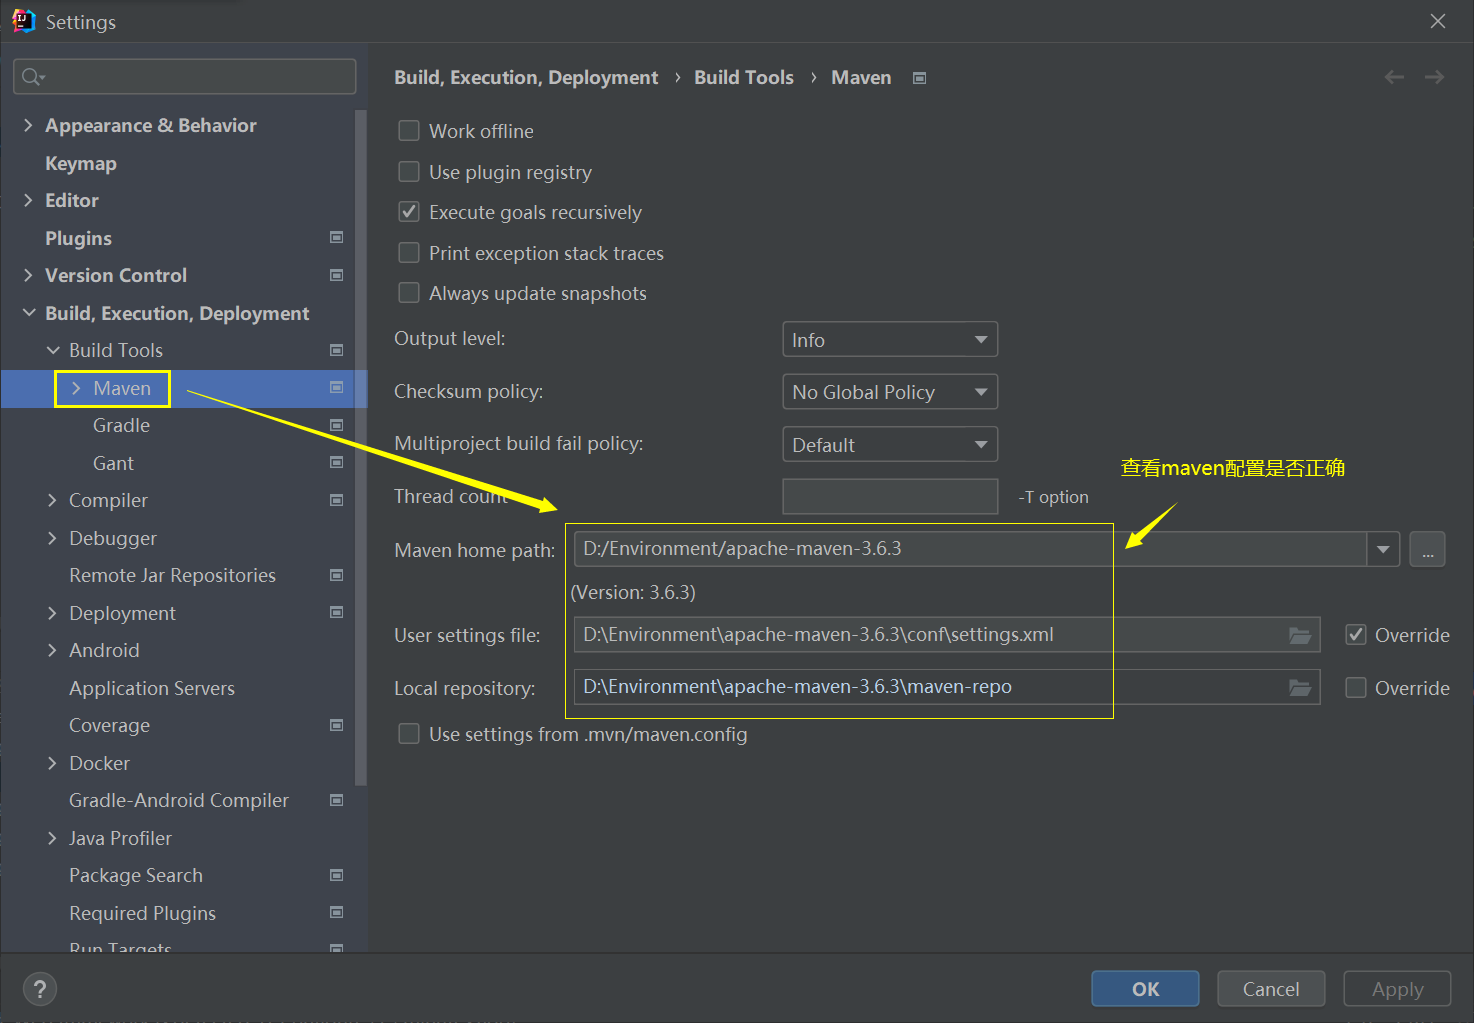 Settings
Appearance & Behavior
Keymap
Editor
Plugins
Version Control
Build, Execution, Deployment
Build Tools
Maven
Gradle
Gant
Compiler
Debugger
Remote Jar Repositories
Deployment
Android
Application Servers
Coverage
Docker
Gradle-Android Compiler
Java Profiler
Package Search
Required Plugins
Run Targets
Build, Execution, Deployment › Build Tools › Maven
Work offline
Use plugin registry
Execute goals recursively
Print exception stack traces
Always update snapshots
Output level: Info
Checksum policy: No Global Policy
Multiproject build fail policy: Default
查看maven配置是否正确
Thread count -T option
Maven home path: D:/Environment/apache-maven-3.6.3 ...
(Version: 3.6.3)
User settings file: D:\Environment\apache-maven-3.6.3\conf\settings.xml Override
Local repository: D:\Environment\apache-maven-3.6.3\maven-repo Override
Use settings from .mvn/maven.config
? OK Cancel Apply